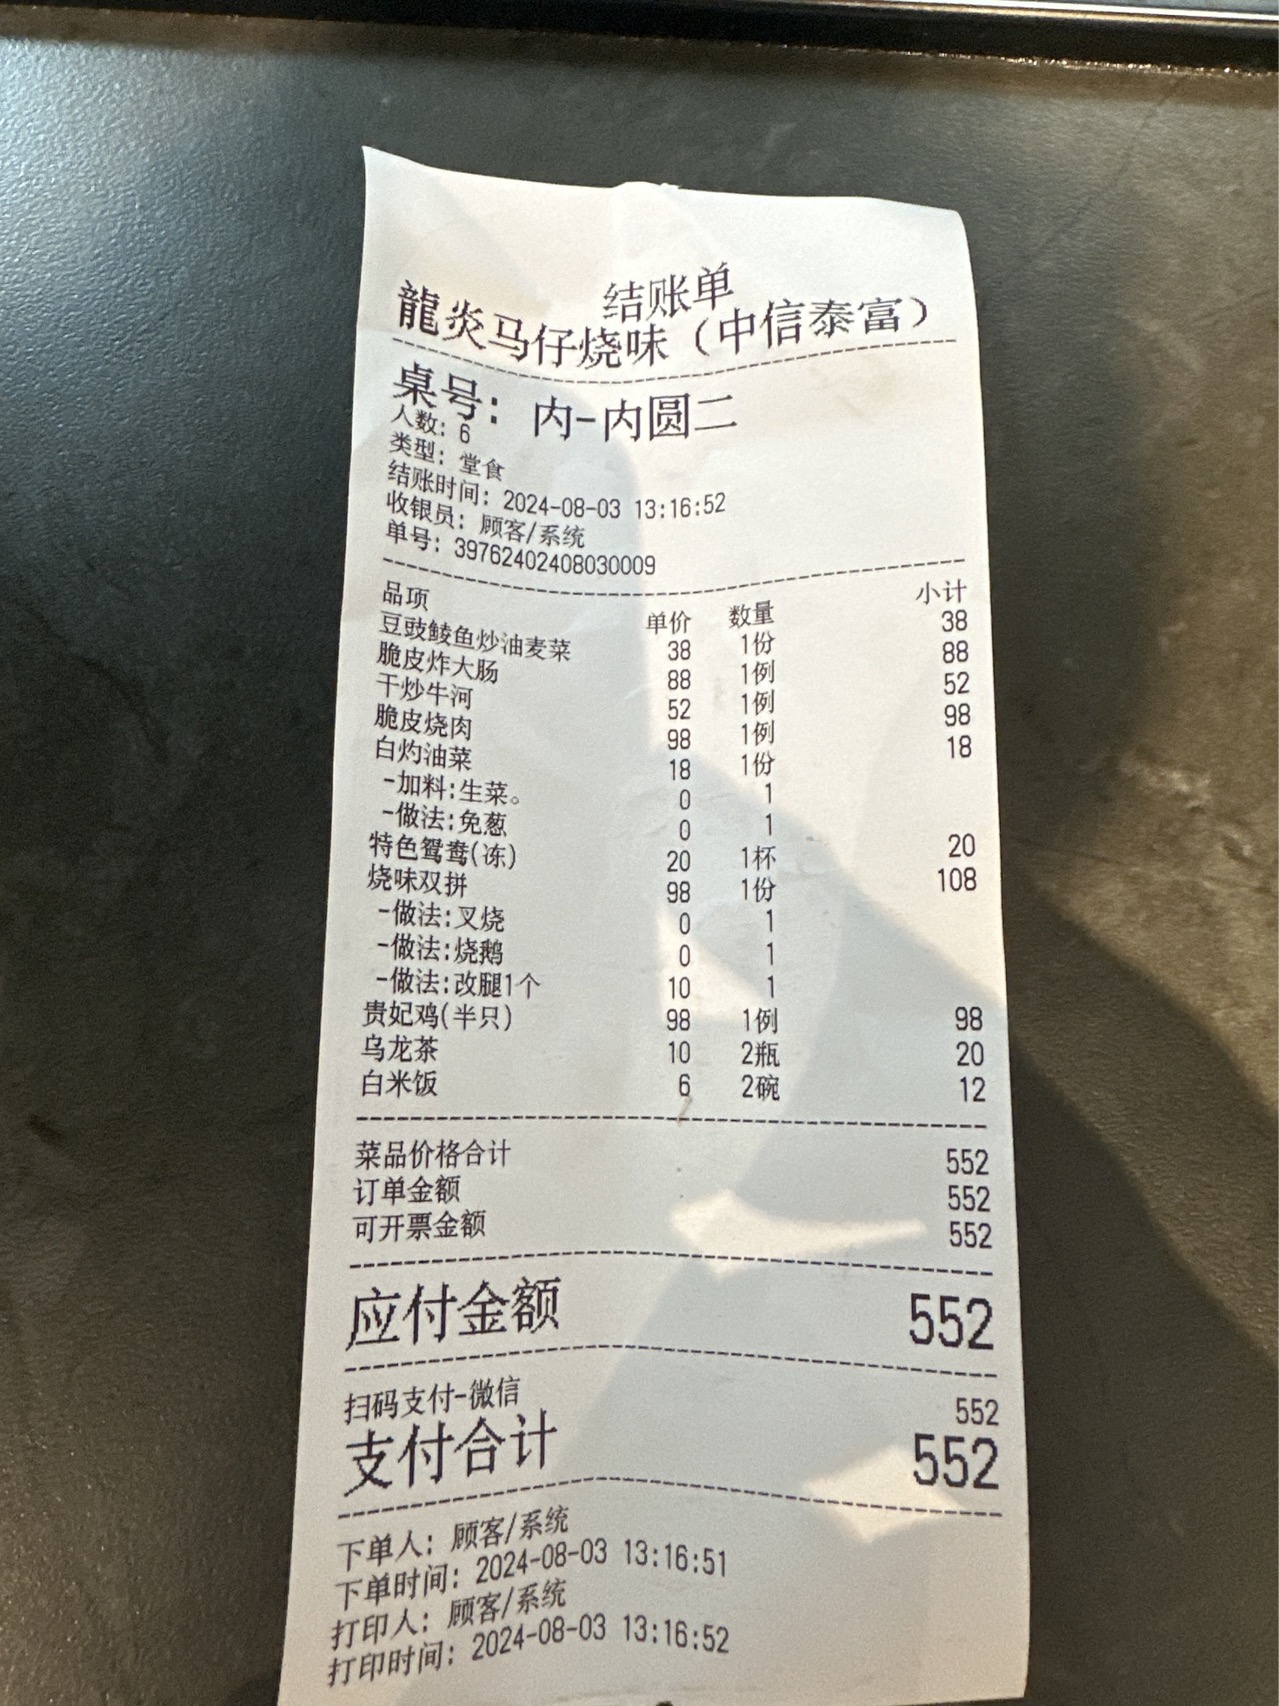 结账单
龍炎马仔烧味（中信泰富）
桌号： 内-内圆二
人数：6
类型：堂食
结账时间：2024-08-03 13:16:52
收银员：顾客/系统
单号：39762402408030009
品项 单价 数量 小计
豆豉鲮鱼炒油麦菜 38 1份 38
脆皮炸大肠 88 1例 88
干炒牛河 52 1例 52
脆皮烧肉 98 1例 98
白灼油菜 18 1份 18
-加料:生菜。 0 1
-做法:免葱 0 1
特色鸳鸯(冻) 20 1杯 20
烧味双拼 98 1份 108
-做法:叉烧 0 1
-做法:烧鹅 0 1
-做法:改腿1个 10 1
贵妃鸡(半只) 98 1例 98
乌龙茶 10 2瓶 20
白米饭 6 2碗 12
菜品价格合计 552
订单金额 552
可开票金额 552
应付金额 552
扫码支付-微信 552
支付合计 552
下单人：顾客/系统
下单时间：2024-08-03 13:16:51
打印人：顾客/系统
打印时间：2024-08-03 13:16:52